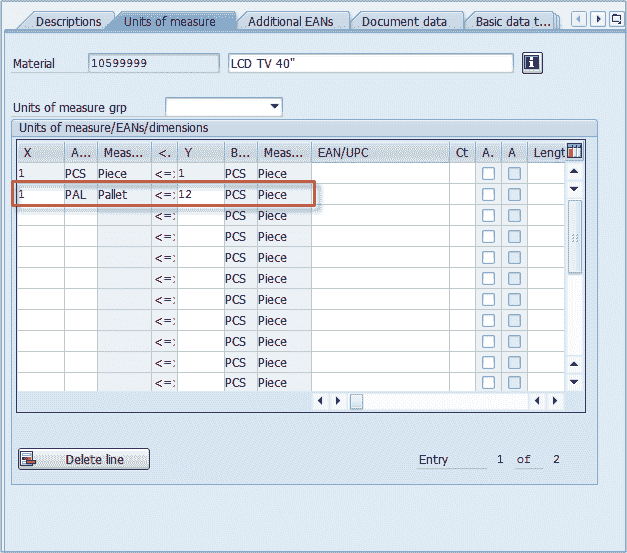 Descriptions Units of measure Additional EANs Document data Basic data t...
Material 10599999 LCD TV 40"
Units of measure grp
Units of measure/EANs/dimensions
X A... Meas... <. Y B... Meas... EAN/UPC Ct A. A Lengt
1 PCS Piece <=> 1 PCS Piece
1 PAL Pallet <=> 12 PCS Piece
<=> PCS Piece
<=> PCS Piece
<=> PCS Piece
<=> PCS Piece
<=> PCS Piece
<=> PCS Piece
<=> PCS Piece
<=> PCS Piece
<=> PCS Piece
Delete line Entry 1 of 2